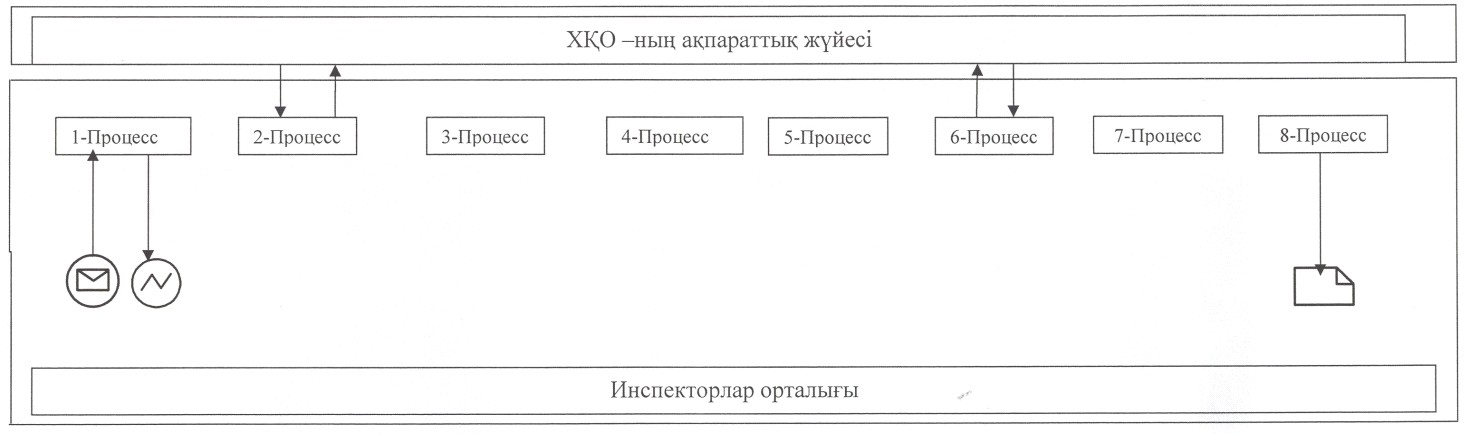 ХҚО –ның ақпараттық жүйесі
1-Процесс
2-Процесс
3-Процесс
4-Процесс
5-Процесс
6-Процесс
7-Процесс
8-Процесс
Инспекторлар орталығы